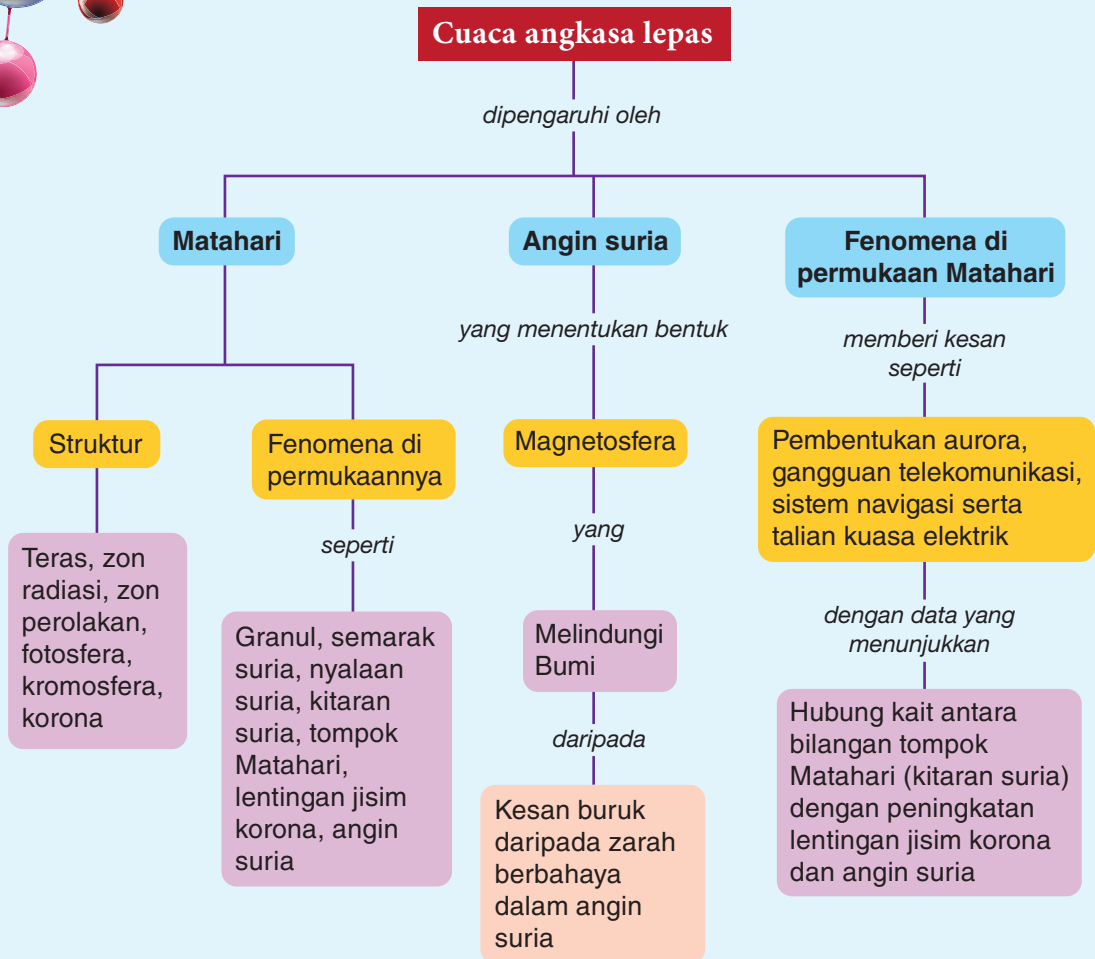 Cuaca angkasa lepas
dipengaruhi oleh
Matahari
Struktur
Teras, zon
radiasi, zon
perolakan,
fotosfera,
kromosfera,
korona
Fenomena di
permukaannya
seperti
Granul, semarak
suria, nyalaan
suria, kitaran
suria, tompok
Matahari,
lentingan jisim
korona, angin
suria
Angin suria
yang menentukan bentuk
Magnetosfera
yang
Melindungi
Bumi
daripada
Kesan buruk
daripada zarah
berbahaya
dalam angin
suria
Fenomena di
permukaan Matahari
memberi kesan
seperti
Pembentukan aurora,
gangguan telekomunikasi,
sistem navigasi serta
talian kuasa elektrik
dengan data yang
menunjukkan
Hubung kait antara
bilangan tompok
Matahari (kitaran suria)
dengan peningkatan
lentingan jisim korona
dan angin suria